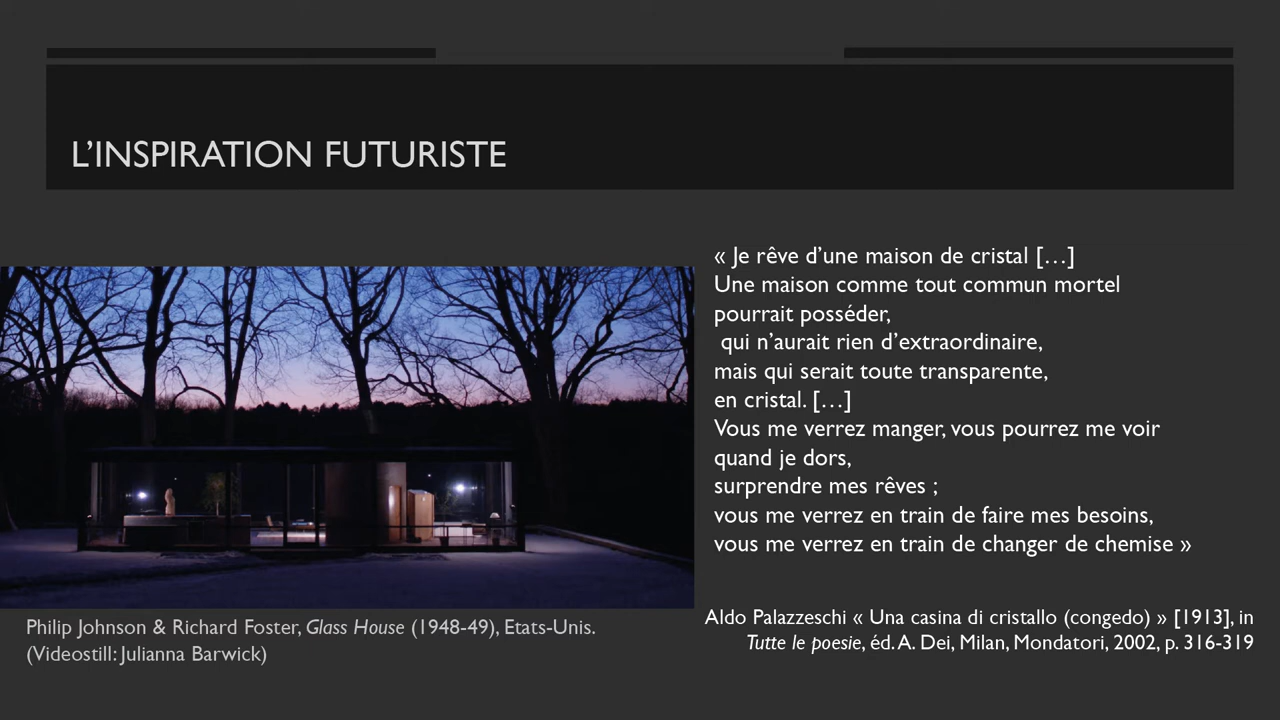 L’INSPIRATION FUTURISTE
« Je rêve d’une maison de cristal […]
Une maison comme tout commun mortel
pourrait posséder,
qui n’aurait rien d’extraordinaire,
mais qui serait toute transparente,
en cristal. […]
Vous me verrez manger, vous pourrez me voir
quand je dors,
surprendre mes rêves ;
vous me verrez en train de faire mes besoins,
vous me verrez en train de changer de chemise »
Philip Johnson & Richard Foster, Glass House (1948-49), Etats-Unis.
(Videostill: Julianna Barwick)
Aldo Palazzeschi « Una casina di cristallo (congedo) » [1913], in
Tutte le poesie, éd. A. Dei, Milan, Mondatori, 2002, p. 316-319